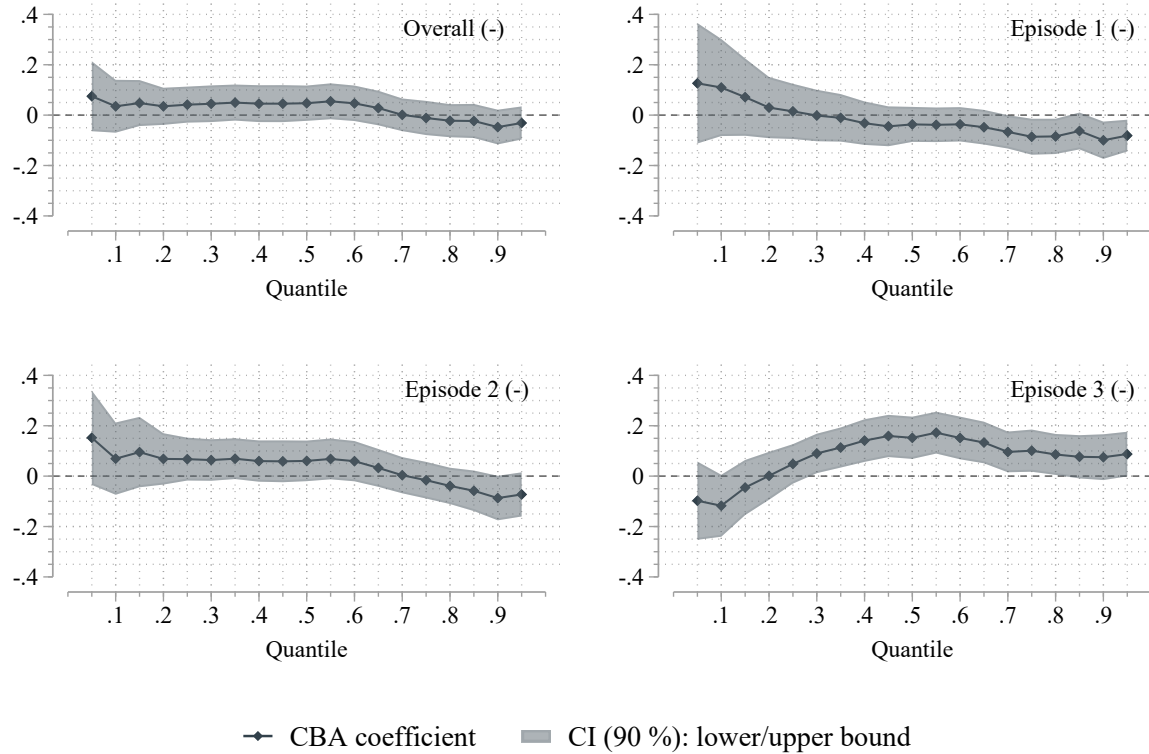 Overall (-)
.4
.2
0
-.2
-.4
.1 .2 .3 .4 .5 .6 .7 .8 .9
Quantile
Episode 1 (-)
.4
.2
0
-.2
-.4
.1 .2 .3 .4 .5 .6 .7 .8 .9
Quantile
Episode 2 (-)
.4
.2
0
-.2
-.4
.1 .2 .3 .4 .5 .6 .7 .8 .9
Quantile
Episode 3 (-)
.4
.2
0
-.2
-.4
.1 .2 .3 .4 .5 .6 .7 .8 .9
Quantile
CBA coefficient CI (90 %): lower/upper bound